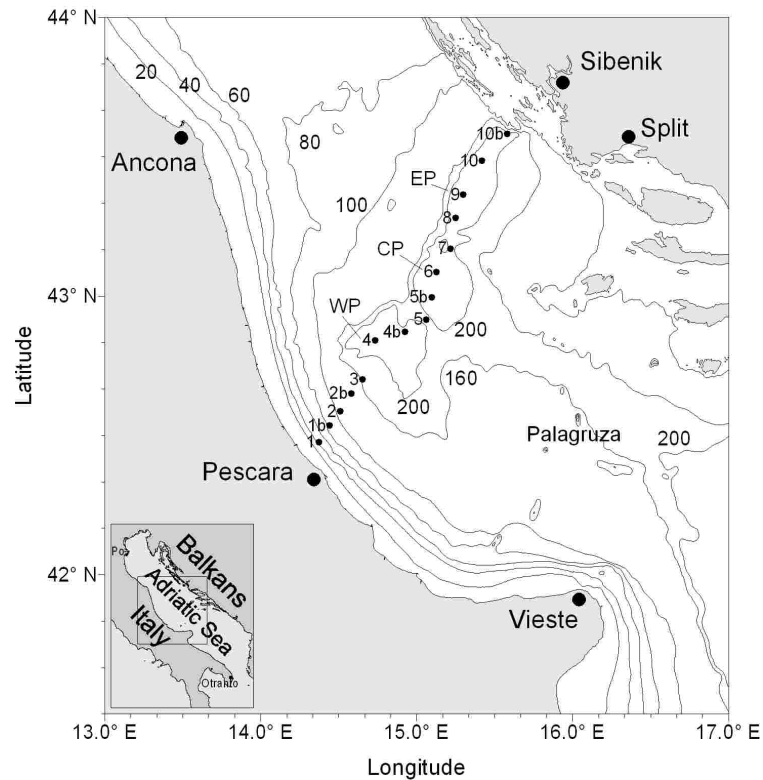 44° N
20
40
60
Sibenik
80
Split
Ancona
10b
10
EP
9
100
8
CP
7
6
43° N
5b
WP
5
200
4b
4
3
160
2b
200
2
1b
Palagruza
200
1
Pescara
Latitude
Po
Balkans
Adriatic Sea
Italy
Otranto
42° N
Vieste
13.0° E
14.0° E
15.0° E
16.0° E
17.0° E
Longitude